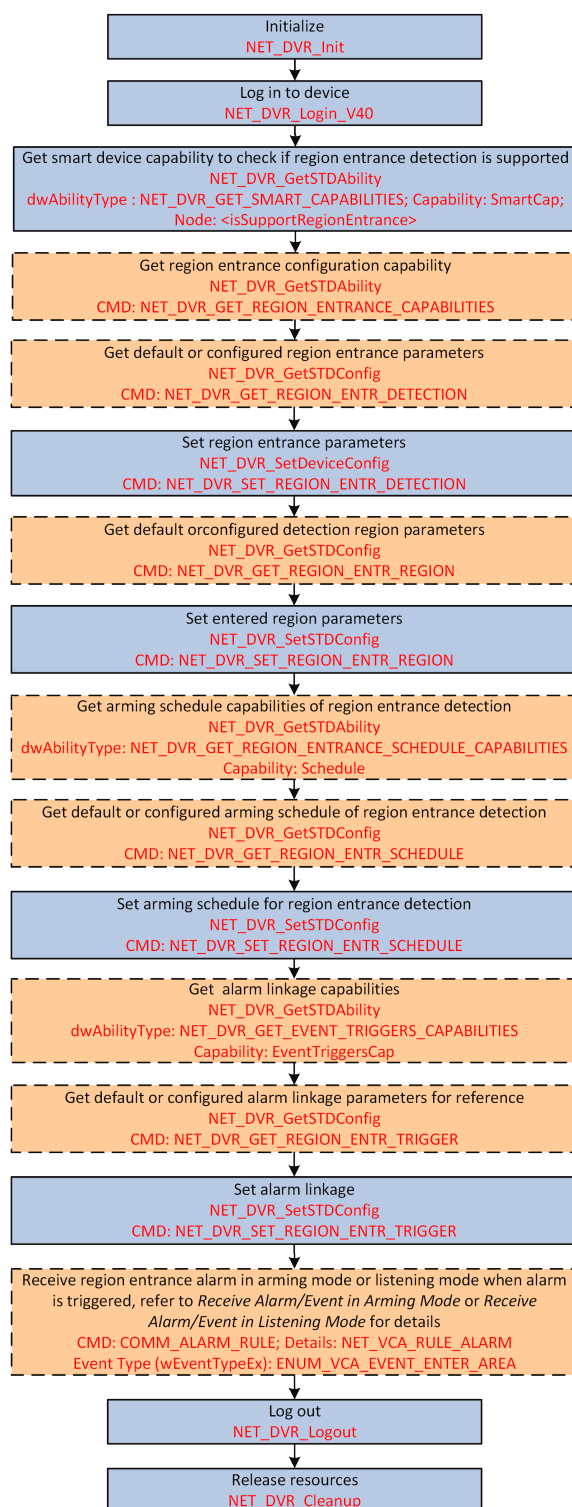 Initialize
NET_DVR_Init
Log in to device
NET_DVR_Login_V40
Get smart device capability to check if region entrance detection is supported
NET_DVR_GetSTDAbility
dwAbilityType : NET_DVR_GET_SMART_CAPABILITIES; Capability: SmartCap;
Node: <isSupportRegionEntrance>
Get region entrance configuration capability
NET_DVR_GetSTDAbility
CMD: NET_DVR_GET_REGION_ENTRANCE_CAPABILITIES
Get default or configured region entrance parameters
NET_DVR_GetSTDConfig
CMD: NET_DVR_GET_REGION_ENTR_DETECTION
Set region entrance parameters
NET_DVR_SetDeviceConfig
CMD: NET_DVR_SET_REGION_ENTR_DETECTION
Get default orconfigured detection region parameters
NET_DVR_GetSTDConfig
CMD: NET_DVR_GET_REGION_ENTR_REGION
Set entered region parameters
NET_DVR_SetSTDConfig
CMD: NET_DVR_SET_REGION_ENTR_REGION
Get arming schedule capabilities of region entrance detection
NET_DVR_GetSTDAbility
dwAbilityType: NET_DVR_GET_REGION_ENTRANCE_SCHEDULE_CAPABILITIES
Capability: Schedule
Get default or configured arming schedule of region entrance detection
NET_DVR_GetSTDConfig
CMD: NET_DVR_GET_REGION_ENTR_SCHEDULE
Set arming schedule for region entrance detection
NET_DVR_SetSTDConfig
CMD: NET_DVR_SET_REGION_ENTR_SCHEDULE
Get  alarm linkage capabilities
NET_DVR_GetSTDAbility
dwAbilityType: NET_DVR_GET_EVENT_TRIGGERS_CAPABILITIES
Capability: EventTriggersCap
Get default or configured alarm linkage parameters for reference
NET_DVR_GetSTDConfig
CMD: NET_DVR_GET_REGION_ENTR_TRIGGER
Set alarm linkage
NET_DVR_SetSTDConfig
CMD: NET_DVR_SET_REGION_ENTR_TRIGGER
Receive region entrance alarm in arming mode or listening mode when alarm
is triggered, refer to Receive Alarm/Event in Arming Mode or Receive
Alarm/Event in Listening Mode for details
CMD: COMM_ALARM_RULE; Details: NET_VCA_RULE_ALARM
Event Type (wEventTypeEx): ENUM_VCA_EVENT_ENTER_AREA
Log out
NET_DVR_Logout
Release resources
NET_DVR_Cleanup